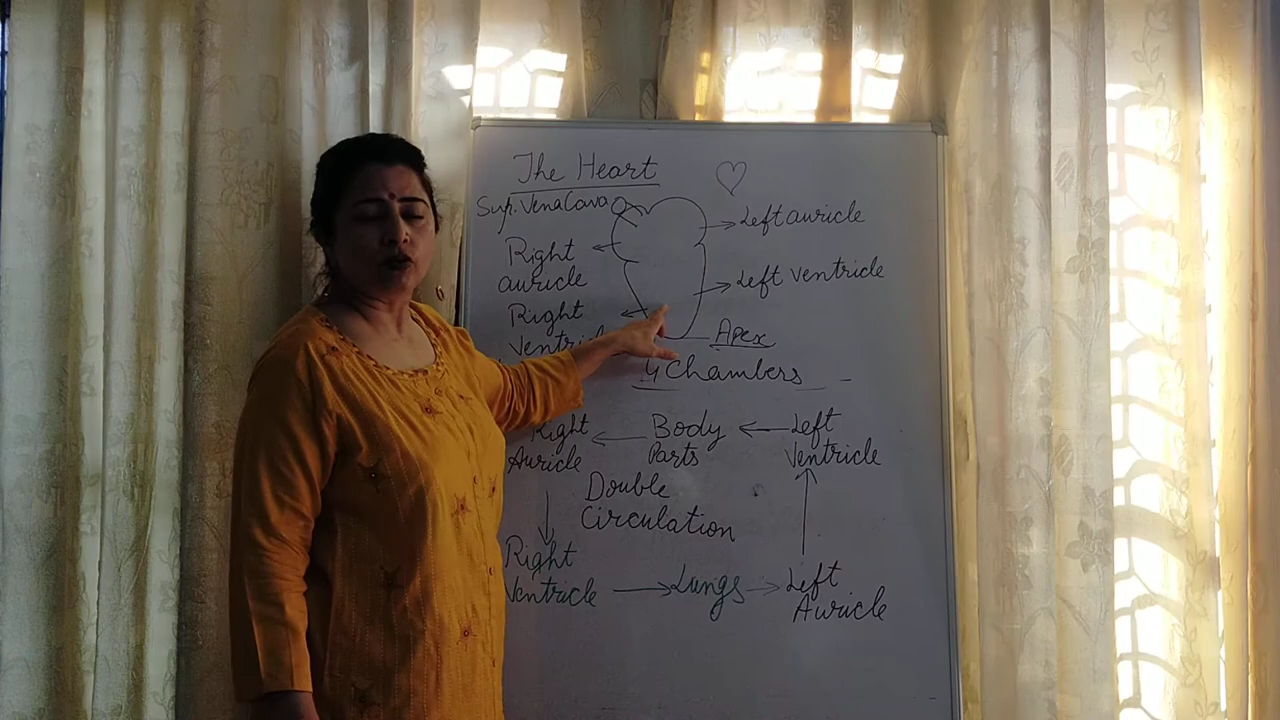 The Heart
Sup. Vena Cava
Left auricle
Right
auricle
Left ventricle
Right
Apex
4 Chambers
Right
Auricle
Body
Parts
Left
Ventricle
Double
Circulation
Right
Ventricle
Lungs
Left
Auricle